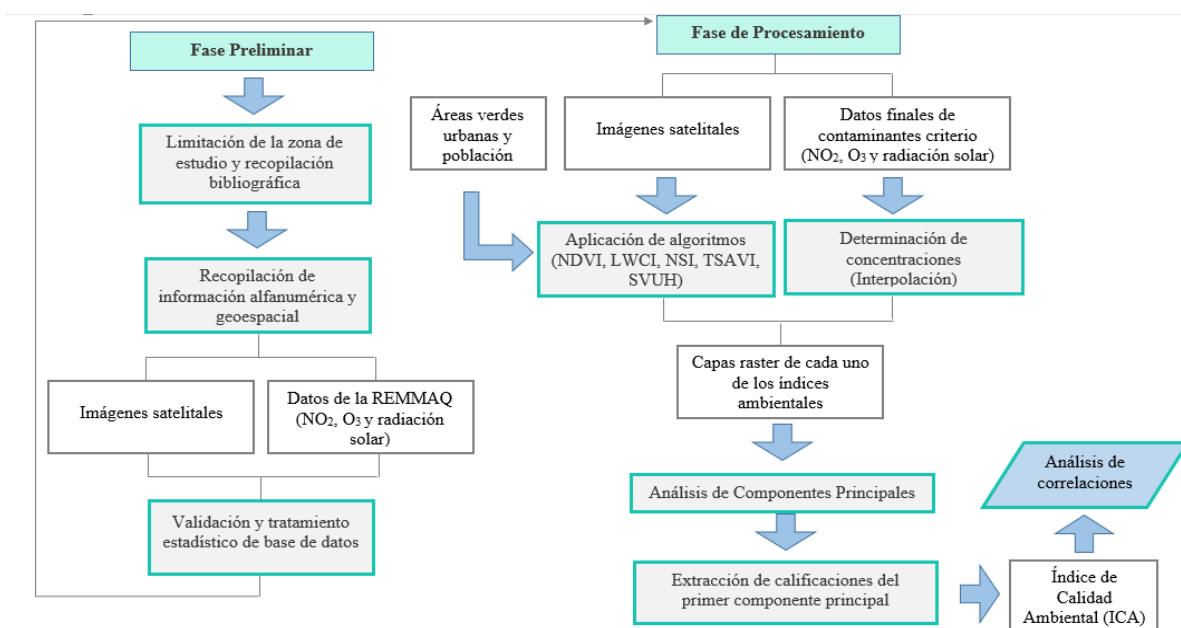 Fase Preliminar
Limitación de la zona de
estudio y recopilación
bibliográfica
Recopilación de
información alfanumérica y
geoespacial
Imágenes satelitales
Datos de la REMMAQ
(NO₂, O₃ y radiación
solar)
Validación y tratamiento
estadístico de base de datos
Fase de Procesamiento
Áreas verdes
urbanas y
población
Imágenes satelitales
Datos finales de
contaminantes criterio
(NO₂, O₃ y radiación solar)
Aplicación de algoritmos
(NDVI, LWCI, NSI, TSAVI,
SVUH)
Determinación de
concentraciones
(Interpolación)
Capas raster de cada uno
de los índices
ambientales
Análisis de Componentes Principales
Extracción de calificaciones del
primer componente principal
Índice de
Calidad
Ambiental (ICA)
Análisis de
correlaciones